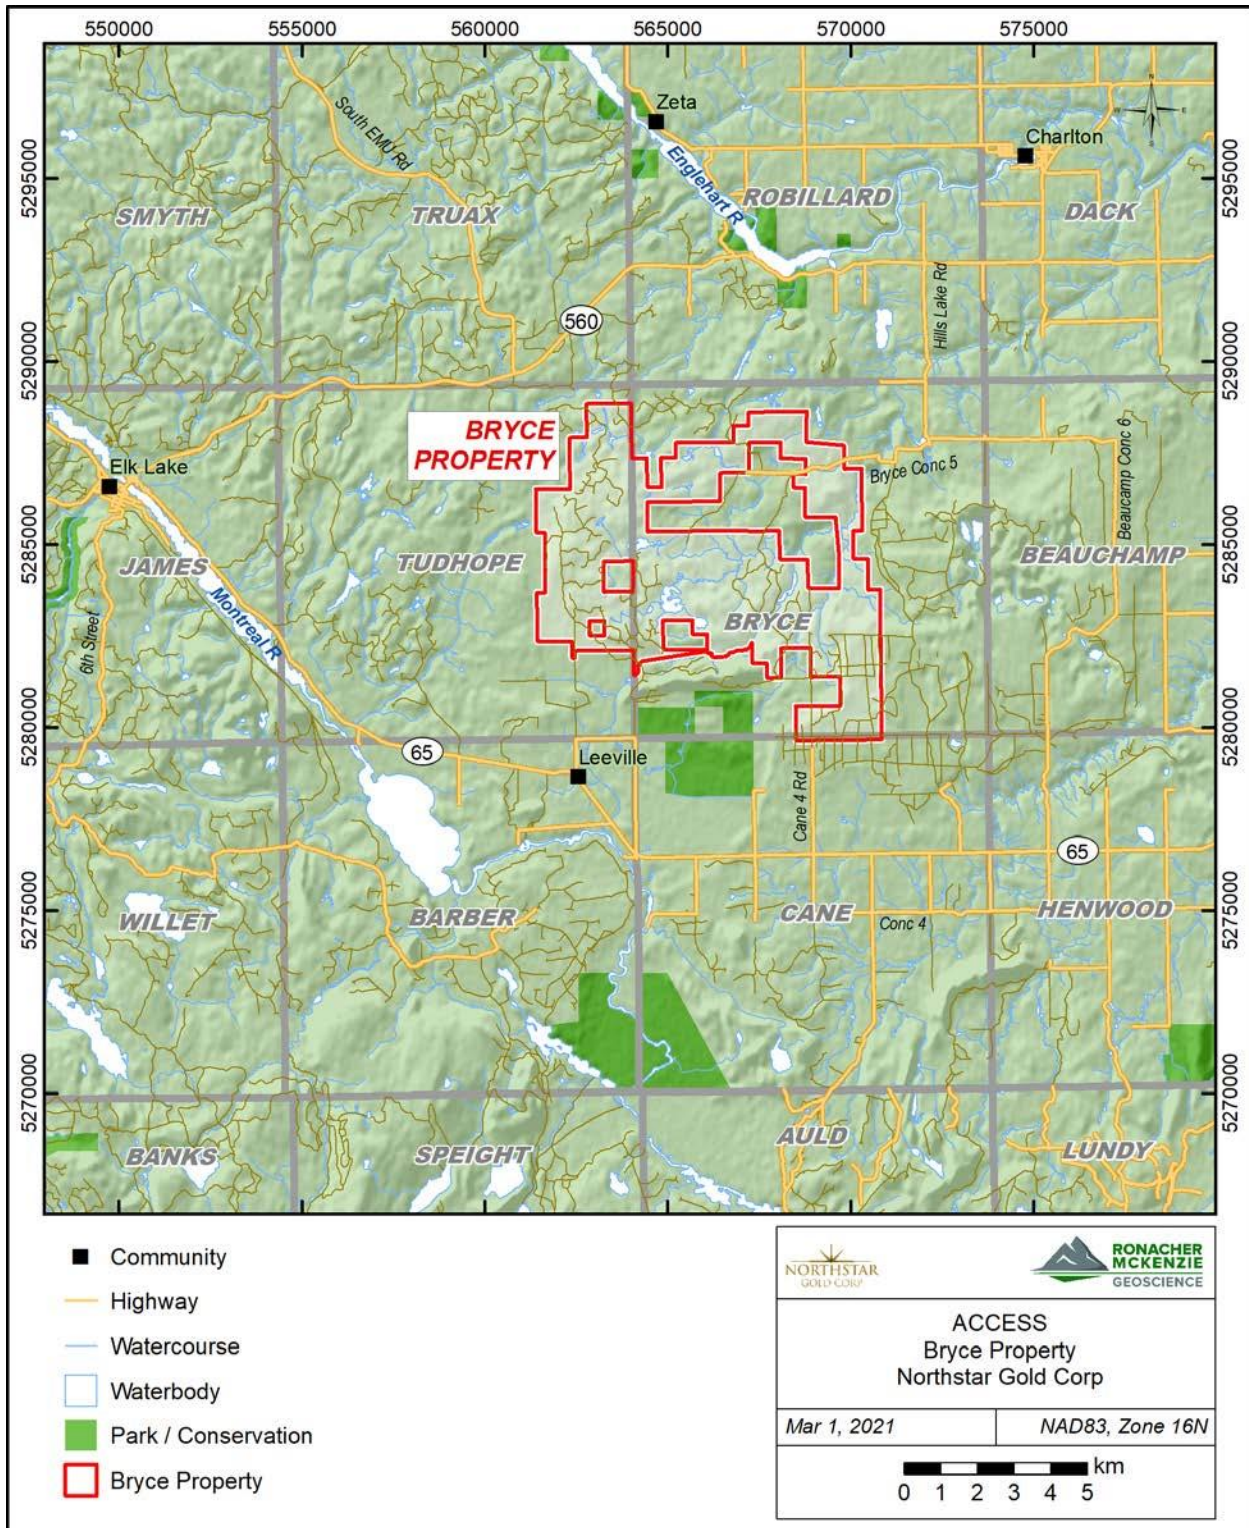 550000 555000 560000 565000 570000 575000
Zeta
Charlton
N
W E
S
South EMU Rd
Englehart R
5295000
5295000
SMYTH
TRUAX
ROBILLARD
DACK
Hills Lake Rd
560
5290000
5290000
BRYCE
PROPERTY
Elk Lake
Bryce Conc 5
Beaucamp Conc 6
5285000
5285000
JAMES
TUDHOPE
BEAUCHAMP
BRYCE
6th Street
Montreal R
5280000
5280000
65
Leeville
Cane 4 Rd
65
5275000
5275000
WILLET
BARBER
CANE
HENWOOD
Conc 4
5270000
5270000
BANKS
SPEIGHT
AULD
LUNDY
Community
Highway
Watercourse
Waterbody
Park / Conservation
Bryce Property
NORTHSTAR
GOLD CORP
RONACHER
MCKENZIE
GEOSCIENCE
ACCESS
Bryce Property
Northstar Gold Corp
Mar 1, 2021
NAD83, Zone 16N
km
0 1 2 3 4 5